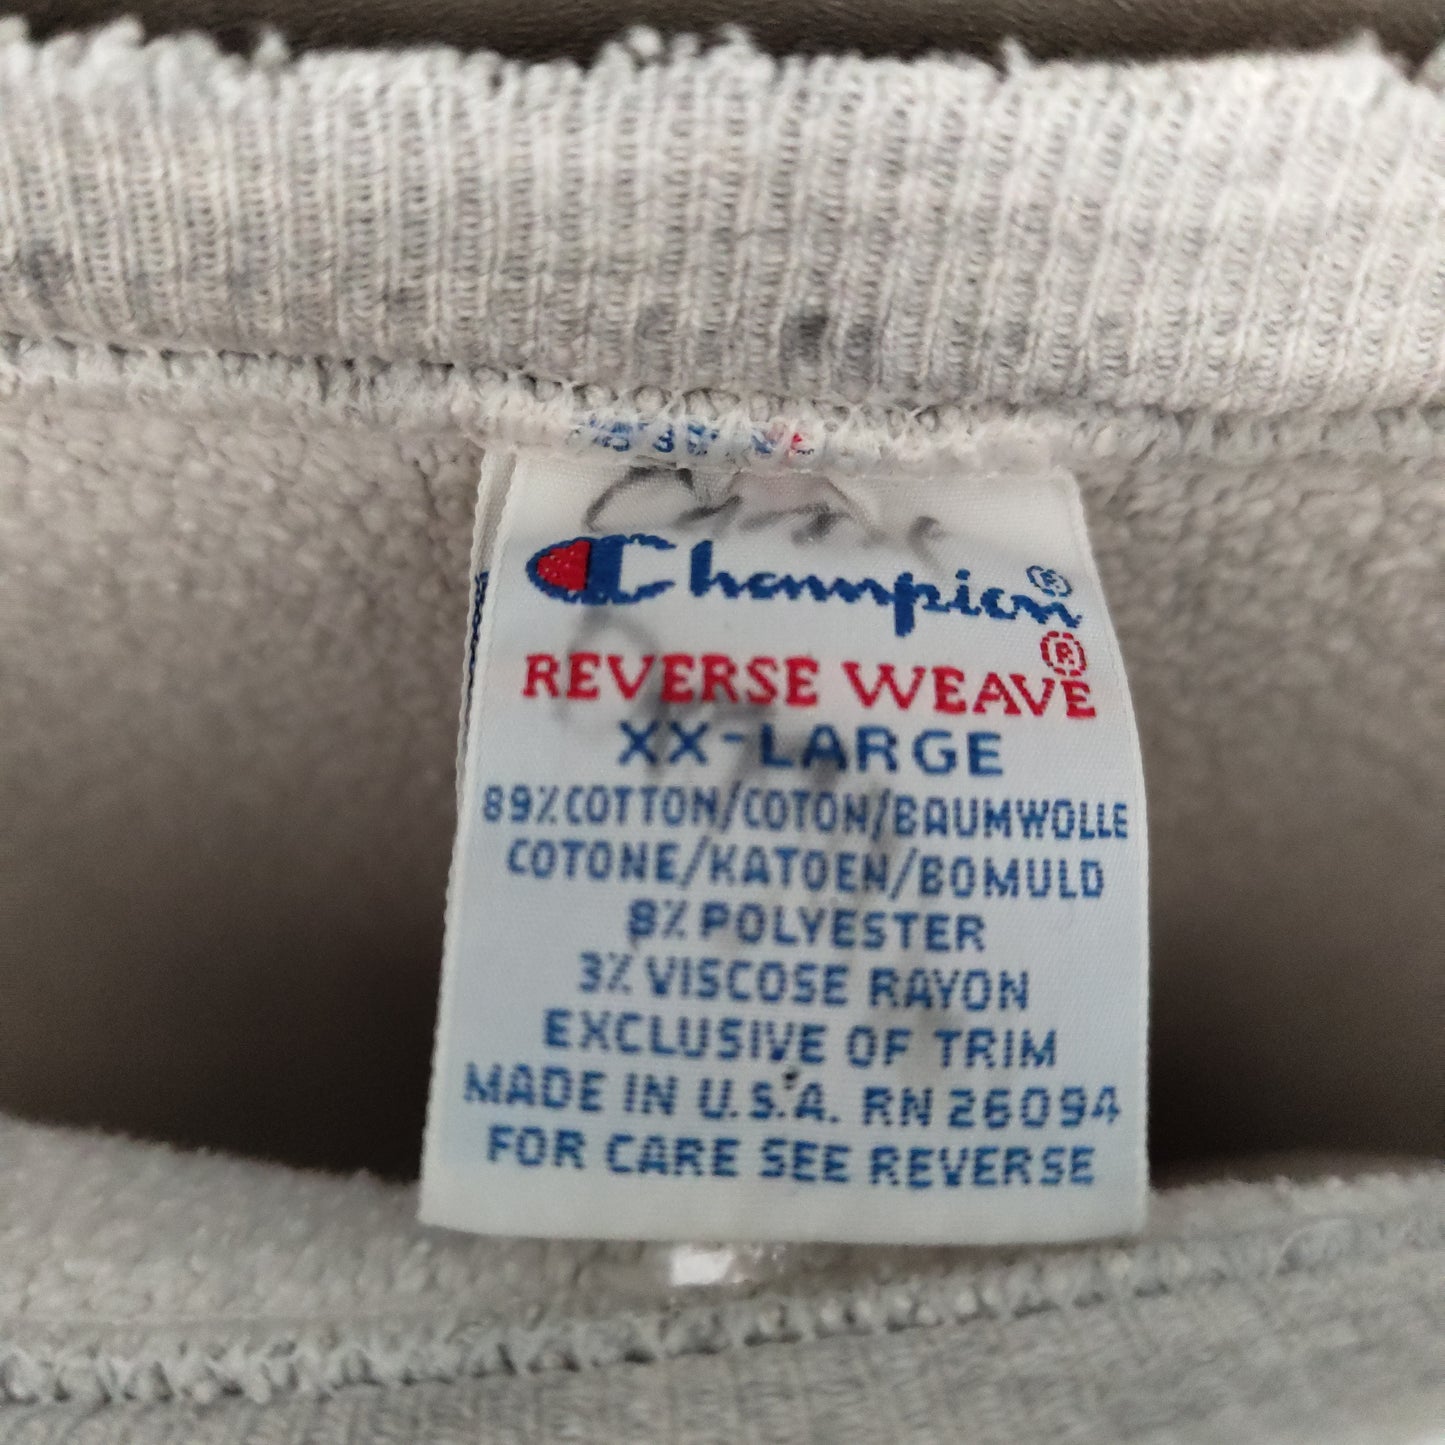 Champion®
REVERSE WEAVE®
XX-LARGE
89% COTTON/COTON/BAUMWOLLE
COTONE/KATOEN/BOMULD
8% POLYESTER
3% VISCOSE RAYON
EXCLUSIVE OF TRIM
MADE IN U.S.A. RN 26094
FOR CARE SEE REVERSE